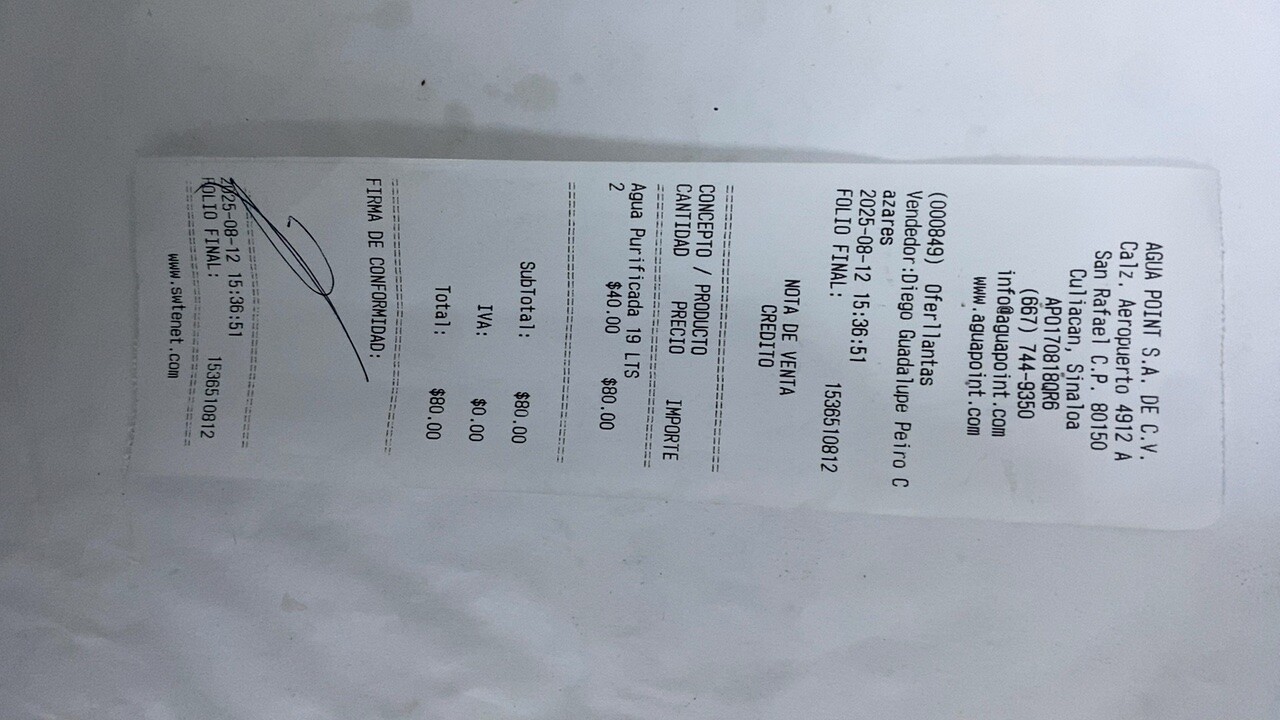 AGUA POINT S.A. DE C.V.
Calz. Aeropuerto 4912 A
San Rafael C.P. 80150
Culiacan, Sinaloa
APO170818QR6
(667) 744-9350
info@aguapoint.com
www.aguapoint.com
(000849) Oferllantas
Vendedor:Diego Guadalupe Peiro C
azares
2025-08-12 15:36:51
FOLIO FINAL: 1536510812
NOTA DE VENTA
CREDITO
CONCEPTO / PRODUCTO
CANTIDAD PRECIO IMPORTE
Agua Purificada 19 LTS
2 $40.00 $80.00
SubTotal: $80.00
IVA: $0.00
Total: $80.00
FIRMA DE CONFORMIDAD:
2025-08-12 15:36:51
FOLIO FINAL: 1536510812
www.swtenet.com